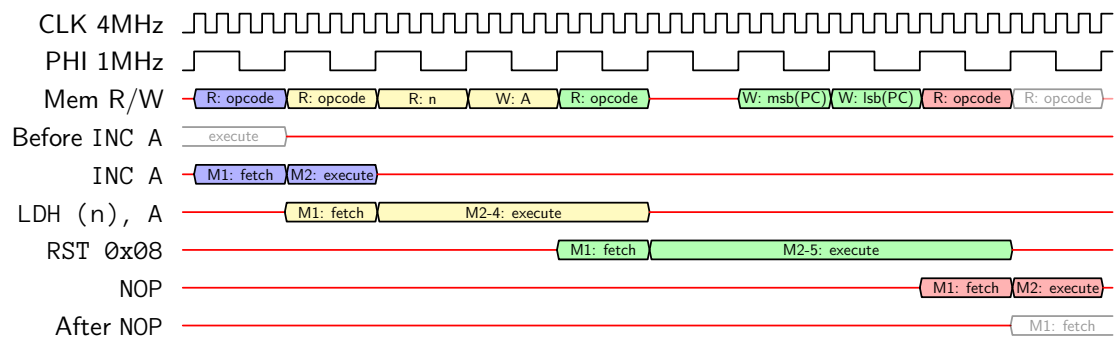 CLK 4MHz
PHI 1MHz
Mem R/W R: opcode R: opcode R: n W: A R: opcode W: msb(PC) W: lsb(PC) R: opcode R: opcode
Before INC A execute
INC A M1: fetch M2: execute
LDH (n), A M1: fetch M2-4: execute
RST 0x08 M1: fetch M2-5: execute
NOP M1: fetch M2: execute
After NOP M1: fetch